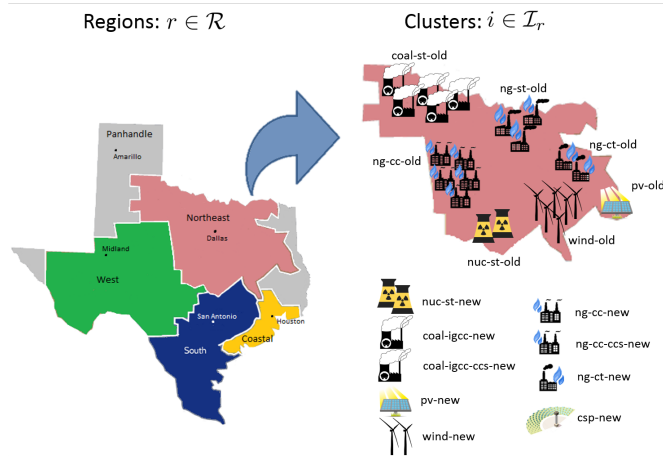 Regions: r ∈ R
Clusters: i ∈ I_r
Panhandle
Amarillo
Northeast
Dallas
Midland
West
San Antonio
South
Houston
Coastal
coal-st-old
ng-st-old
ng-cc-old
ng-ct-old
pv-old
wind-old
nuc-st-old
nuc-st-new
coal-igcc-new
coal-igcc-ccs-new
pv-new
wind-new
ng-cc-new
ng-cc-ccs-new
ng-ct-new
csp-new